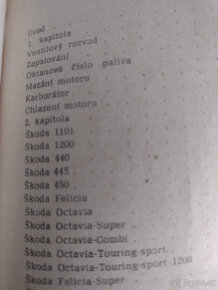 Úvod
1. kapitola
Ventilový rozvod
Zapalování
Oktanové číslo paliva
Mazání motoru
Karburátor
Chlazení motoru
2. kapitola
Škoda 1101
Škoda 1200
Škoda 440
Škoda 445
Škoda 450
Škoda Felicia
Škoda Octavia
Škoda Octavia-Super
Škoda Octavia-Combi
Škoda Octavia-Touring-sport
Škoda Octavia-Touring-sport 1200
Škoda Felicia-Super